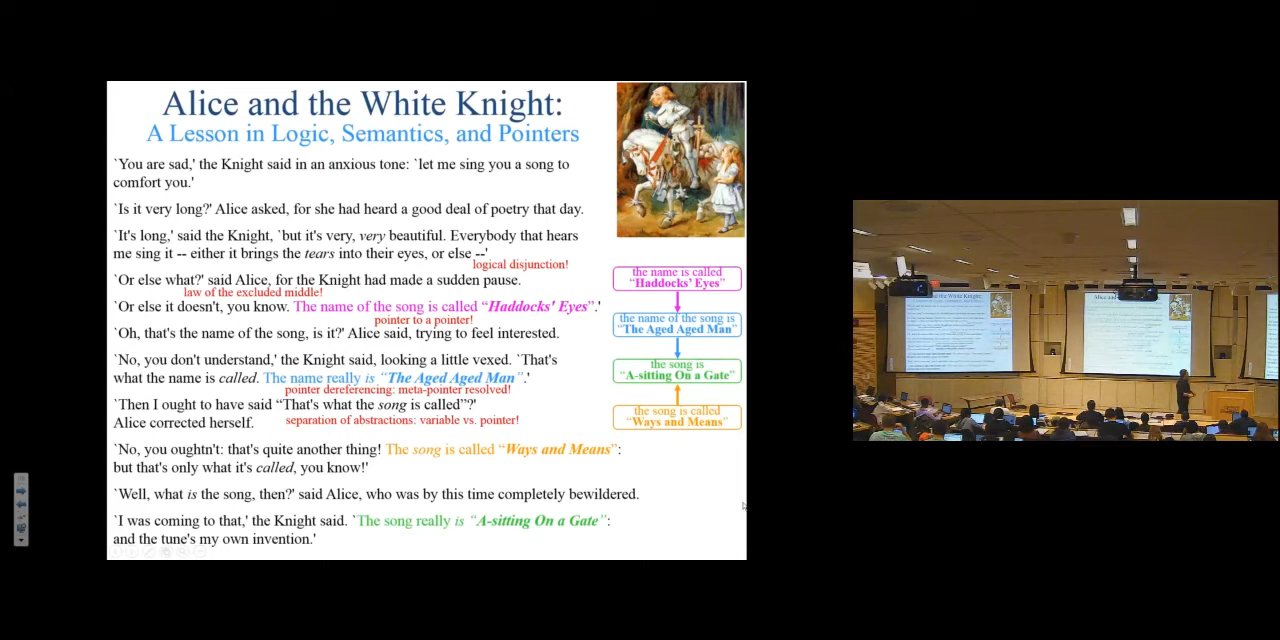 Alice and the White Knight:
A Lesson in Logic, Semantics, and Pointers
`You are sad,' the Knight said in an anxious tone: `let me sing you a song to
comfort you.'
`Is it very long?' Alice asked, for she had heard a good deal of poetry that day.
`It's long,' said the Knight, `but it's very, very beautiful. Everybody that hears
me sing it -- either it brings the tears into their eyes, or else --'
logical disjunction!
`Or else what?' said Alice, for the Knight had made a sudden pause.
law of the excluded middle!
`Or else it doesn't, you know. The name of the song is called “Haddocks' Eyes”.'
pointer to a pointer!
`Oh, that's the name of the song, is it?' Alice said, trying to feel interested.
`No, you don't understand,' the Knight said, looking a little vexed. `That's
what the name is called. The name really is “The Aged Aged Man”.'
pointer dereferencing: meta-pointer resolved!
`Then I ought to have said “That's what the song is called”?'
Alice corrected herself.
separation of abstractions: variable vs. pointer!
`No, you oughtn't: that's quite another thing! The song is called “Ways and Means”:
but that's only what it's called, you know!'
`Well, what is the song, then?' said Alice, who was by this time completely bewildered.
`I was coming to that,' the Knight said. `The song really is “A-sitting On a Gate”:
and the tune's my own invention.'
the name is called
“Haddocks' Eyes”
the name of the song is
“The Aged Aged Man”
the song is
“A-sitting On a Gate”
the song is called
“Ways and Means”